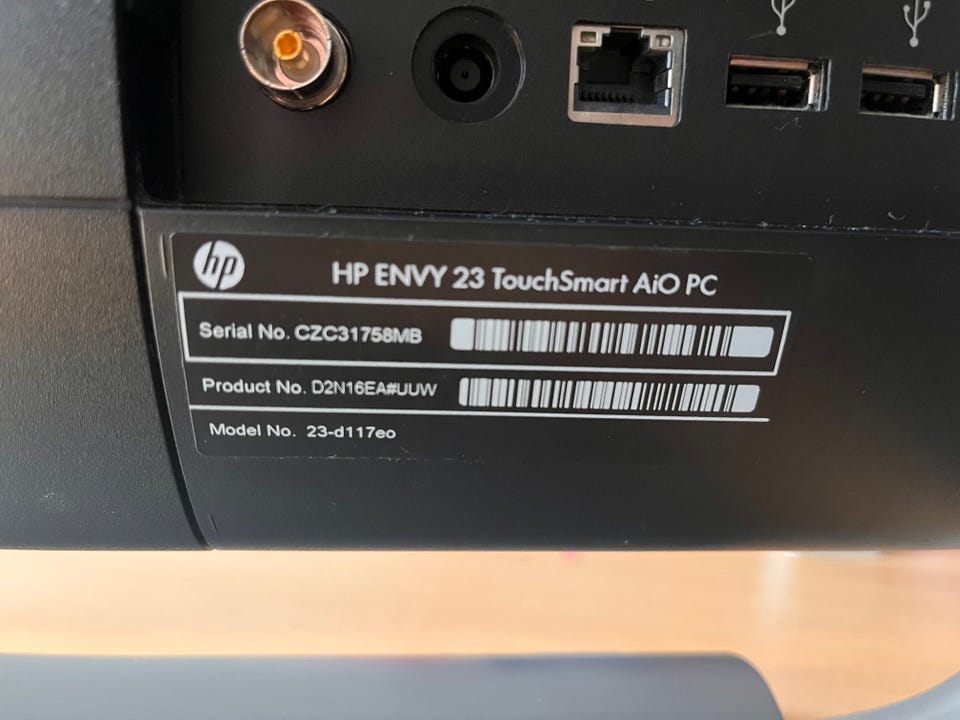 hp
HP ENVY 23 TouchSmart AiO PC
Serial No. CZC31758MB
Product No. D2N16EA#UUW
Model No. 23-d117eo